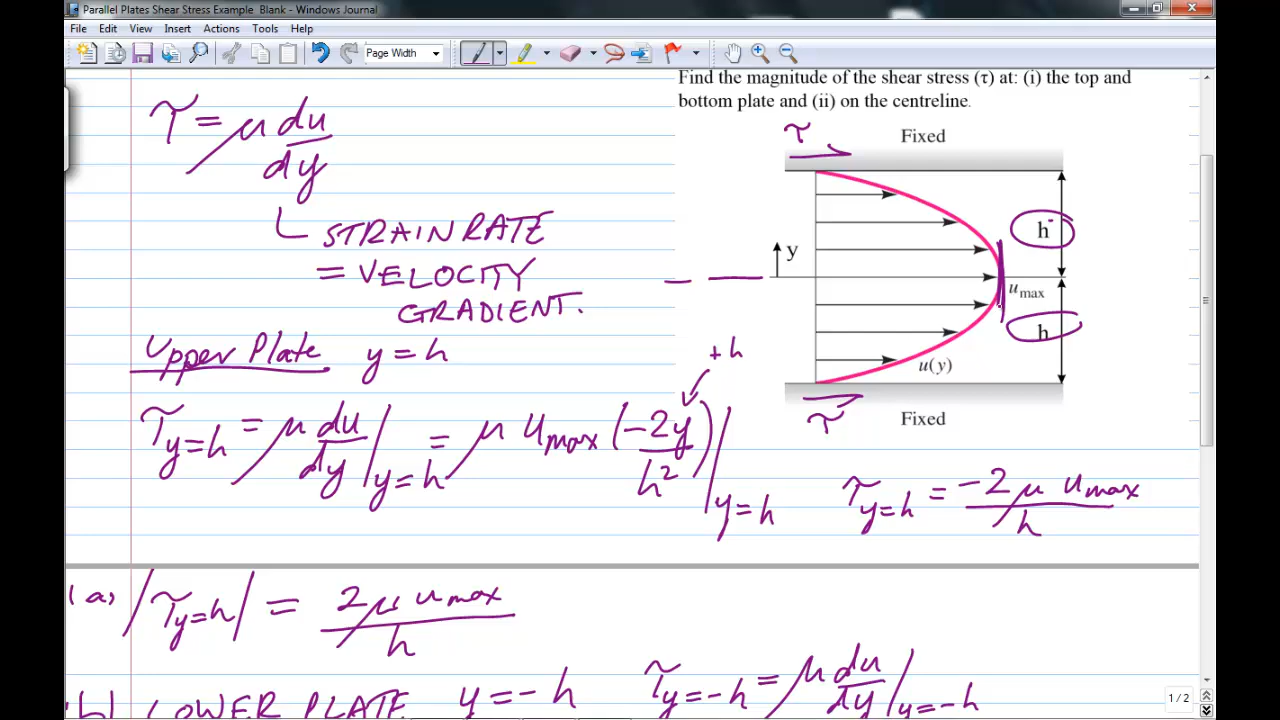 Parallel Plates Shear Stress Example Blank - Windows Journal
File Edit View Insert Actions Tools Help
Page Width
Find the magnitude of the shear stress (τ) at: (i) the top and
bottom plate and (ii) on the centreline.
τ = μ du/dy
STRAIN RATE
= VELOCITY
GRADIENT.
τ
Fixed
h
y
u_max
h
u(y)
τ
Fixed
Upper Plate y = h
+h
τ_y=h = μ du/dy |_y=h = μ u_max (-2y/h²) |_y=h
τ_y=h = -2 μ u_max / h
(a) |τ_y=h| = 2 μ u_max / h
(b) LOWER PLATE y = -h τ_y=-h = μ du/dy |_y=-h
1 / 2